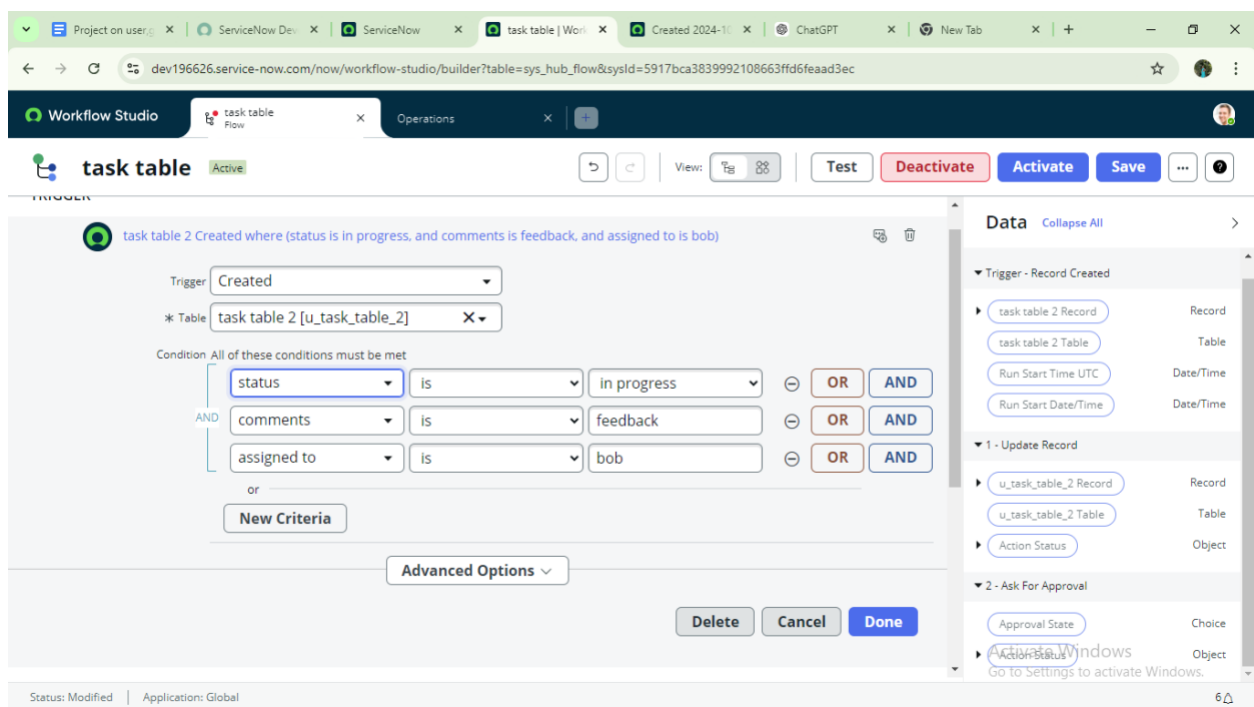 Project on user,g
ServiceNow Dev
ServiceNow
task table | Work
Created 2024-10
ChatGPT
New Tab
dev196626.service-now.com/now/workflow-studio/builder?table=sys_hub_flow&sysId=5917bca3839992108663ffd6feaad3ec
Workflow Studio
task table
Flow
Operations
task table Active
View:
Test
Deactivate
Activate
Save
TRIGGER
task table 2 Created where (status is in progress, and comments is feedback, and assigned to is bob)
Trigger Created
* Table task table 2 [u_task_table_2]
Condition All of these conditions must be met
status is in progress OR AND
AND
comments is feedback OR AND
assigned to is bob OR AND
or
New Criteria
Advanced Options
Delete Cancel Done
Data Collapse All
Trigger - Record Created
task table 2 Record Record
task table 2 Table Table
Run Start Time UTC Date/Time
Run Start Date/Time Date/Time
1 - Update Record
u_task_table_2 Record Record
u_task_table_2 Table Table
Action Status Object
2 - Ask For Approval
Approval State Choice
Action Status Object
Activate Windows
Go to Settings to activate Windows.
Status: Modified Application: Global
6